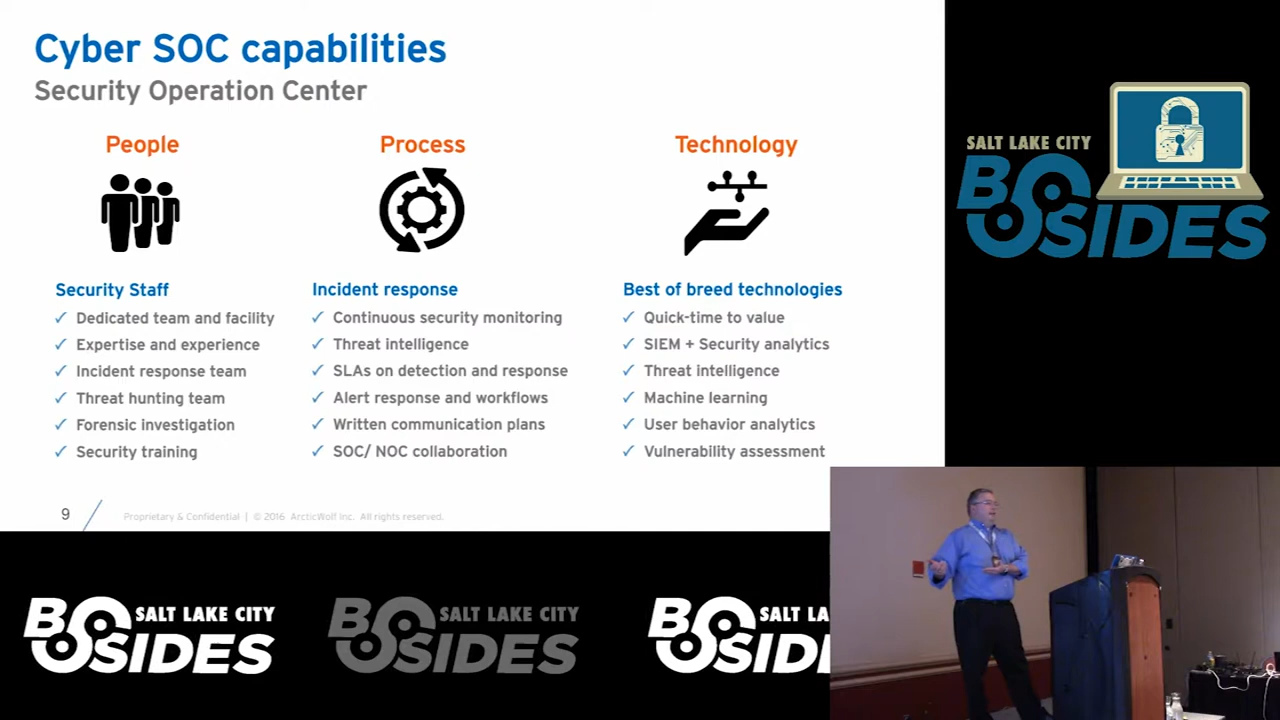 Cyber SOC capabilities
Security Operation Center
People
Process
Technology
Security Staff
✓ Dedicated team and facility
✓ Expertise and experience
✓ Incident response team
✓ Threat hunting team
✓ Forensic investigation
✓ Security training
Incident response
✓ Continuous security monitoring
✓ Threat intelligence
✓ SLAs on detection and response
✓ Alert response and workflows
✓ Written communication plans
✓ SOC/ NOC collaboration
Best of breed technologies
✓ Quick-time to value
✓ SIEM + Security analytics
✓ Threat intelligence
✓ Machine learning
✓ User behavior analytics
✓ Vulnerability assessment
9
Proprietary & Confidential | © 2016 ArcticWolf Inc. All rights reserved.
SALT LAKE CITY
BSIDES
SALT LAKE CITY
BSIDES
SALT LAKE CITY
BSIDES
SALT LA
BSID